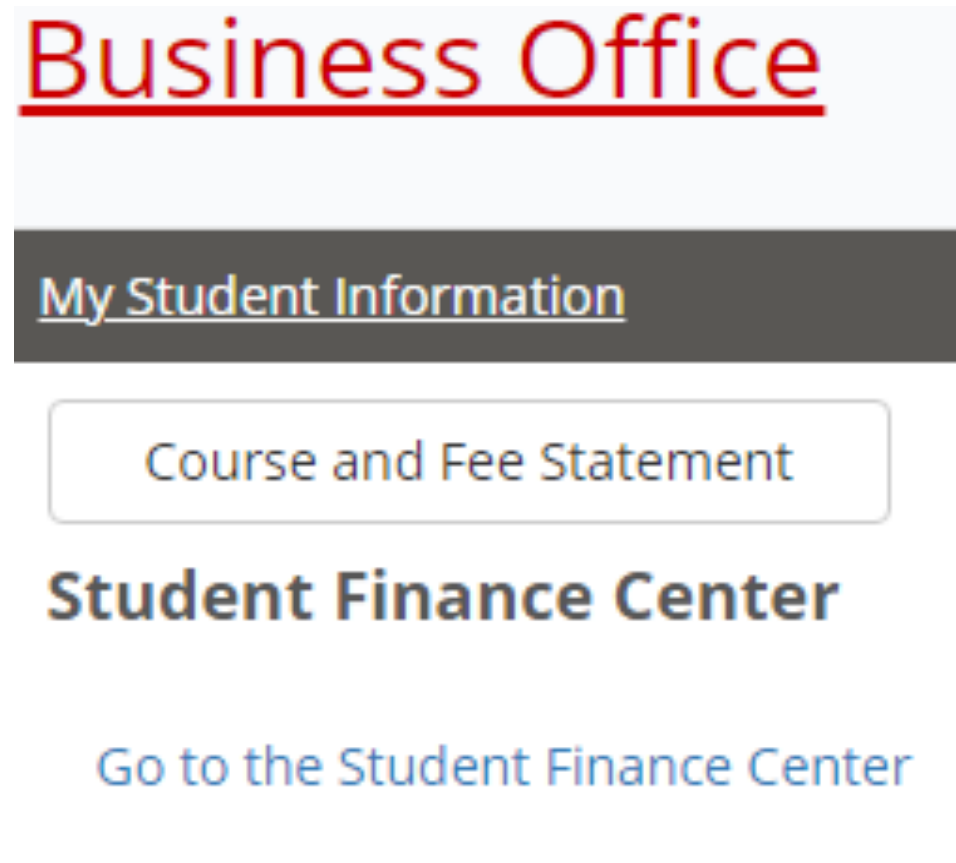 Business Office
My Student Information
Course and Fee Statement
Student Finance Center
Go to the Student Finance Center